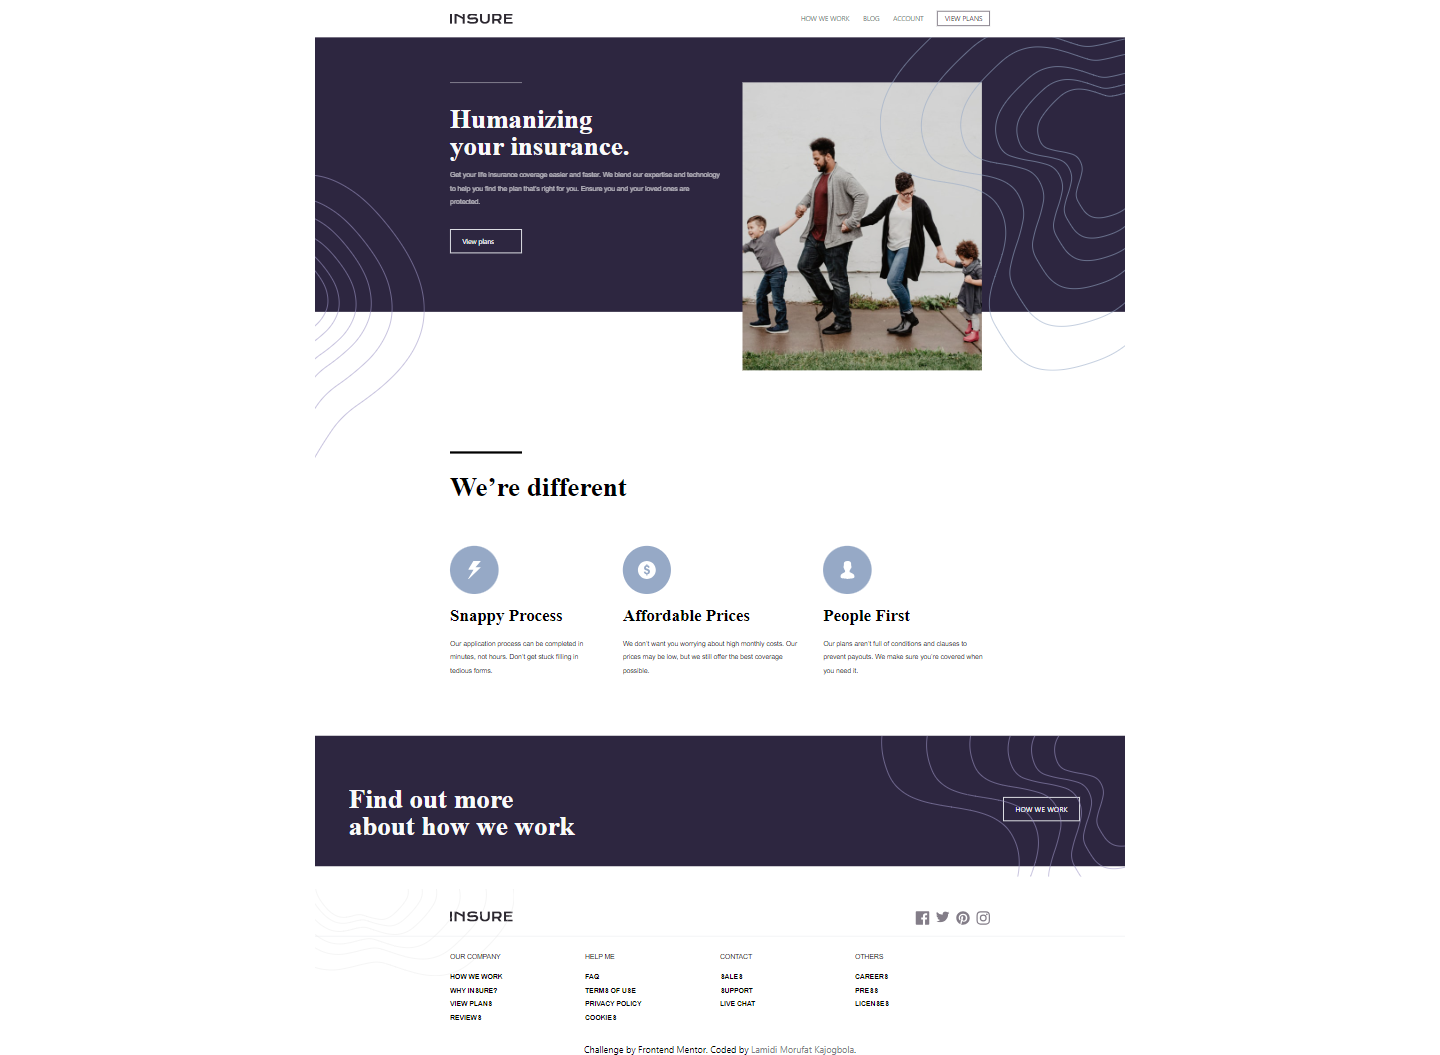 INSURE
HOW WE WORK BLOG ACCOUNT VIEW PLANS
Humanizing
your insurance.
Get your life insurance coverage easier and faster. We blend our expertise and technology
to help you find the plan that's right for you. Ensure you and your loved ones are
protected.
View plans
We’re different
Snappy Process
Our application process can be completed in
minutes, not hours. Don't get stuck filling in
tedious forms.
Affordable Prices
We don't want you worrying about high monthly costs. Our
prices may be low, but we still offer the best coverage
possible.
People First
Our plans aren't full of conditions and clauses to
prevent payouts. We make sure you're covered when
you need it.
Find out more
about how we work
HOW WE WORK
INSURE
OUR COMPANY
HOW WE WORK
WHY INSURE?
VIEW PLANS
REVIEWS
HELP ME
FAQ
TERMS OF USE
PRIVACY POLICY
COOKIES
CONTACT
SALES
SUPPORT
LIVE CHAT
OTHERS
CAREERS
PRESS
LICENSES
Challenge by Frontend Mentor. Coded by Lamidi Morufat Kajogbola.